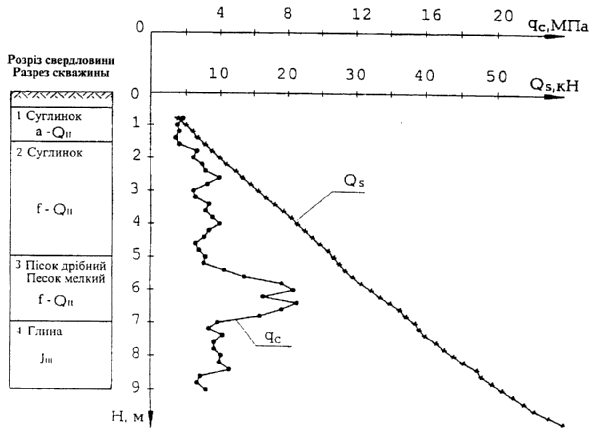 0 4 8 12 16 20 qс,МПа
Розріз свердловини
Разрез скважины
0 10 20 30 40 50 Qs,кН
1 Суглинок
a - QII
2 Суглинок
f - QII
3 Пісок дрібний
Песок мелкий
f - QII
4 Глина
JIII
1
2
3
4
5
6
7
8
9
H, м
Qs
qc